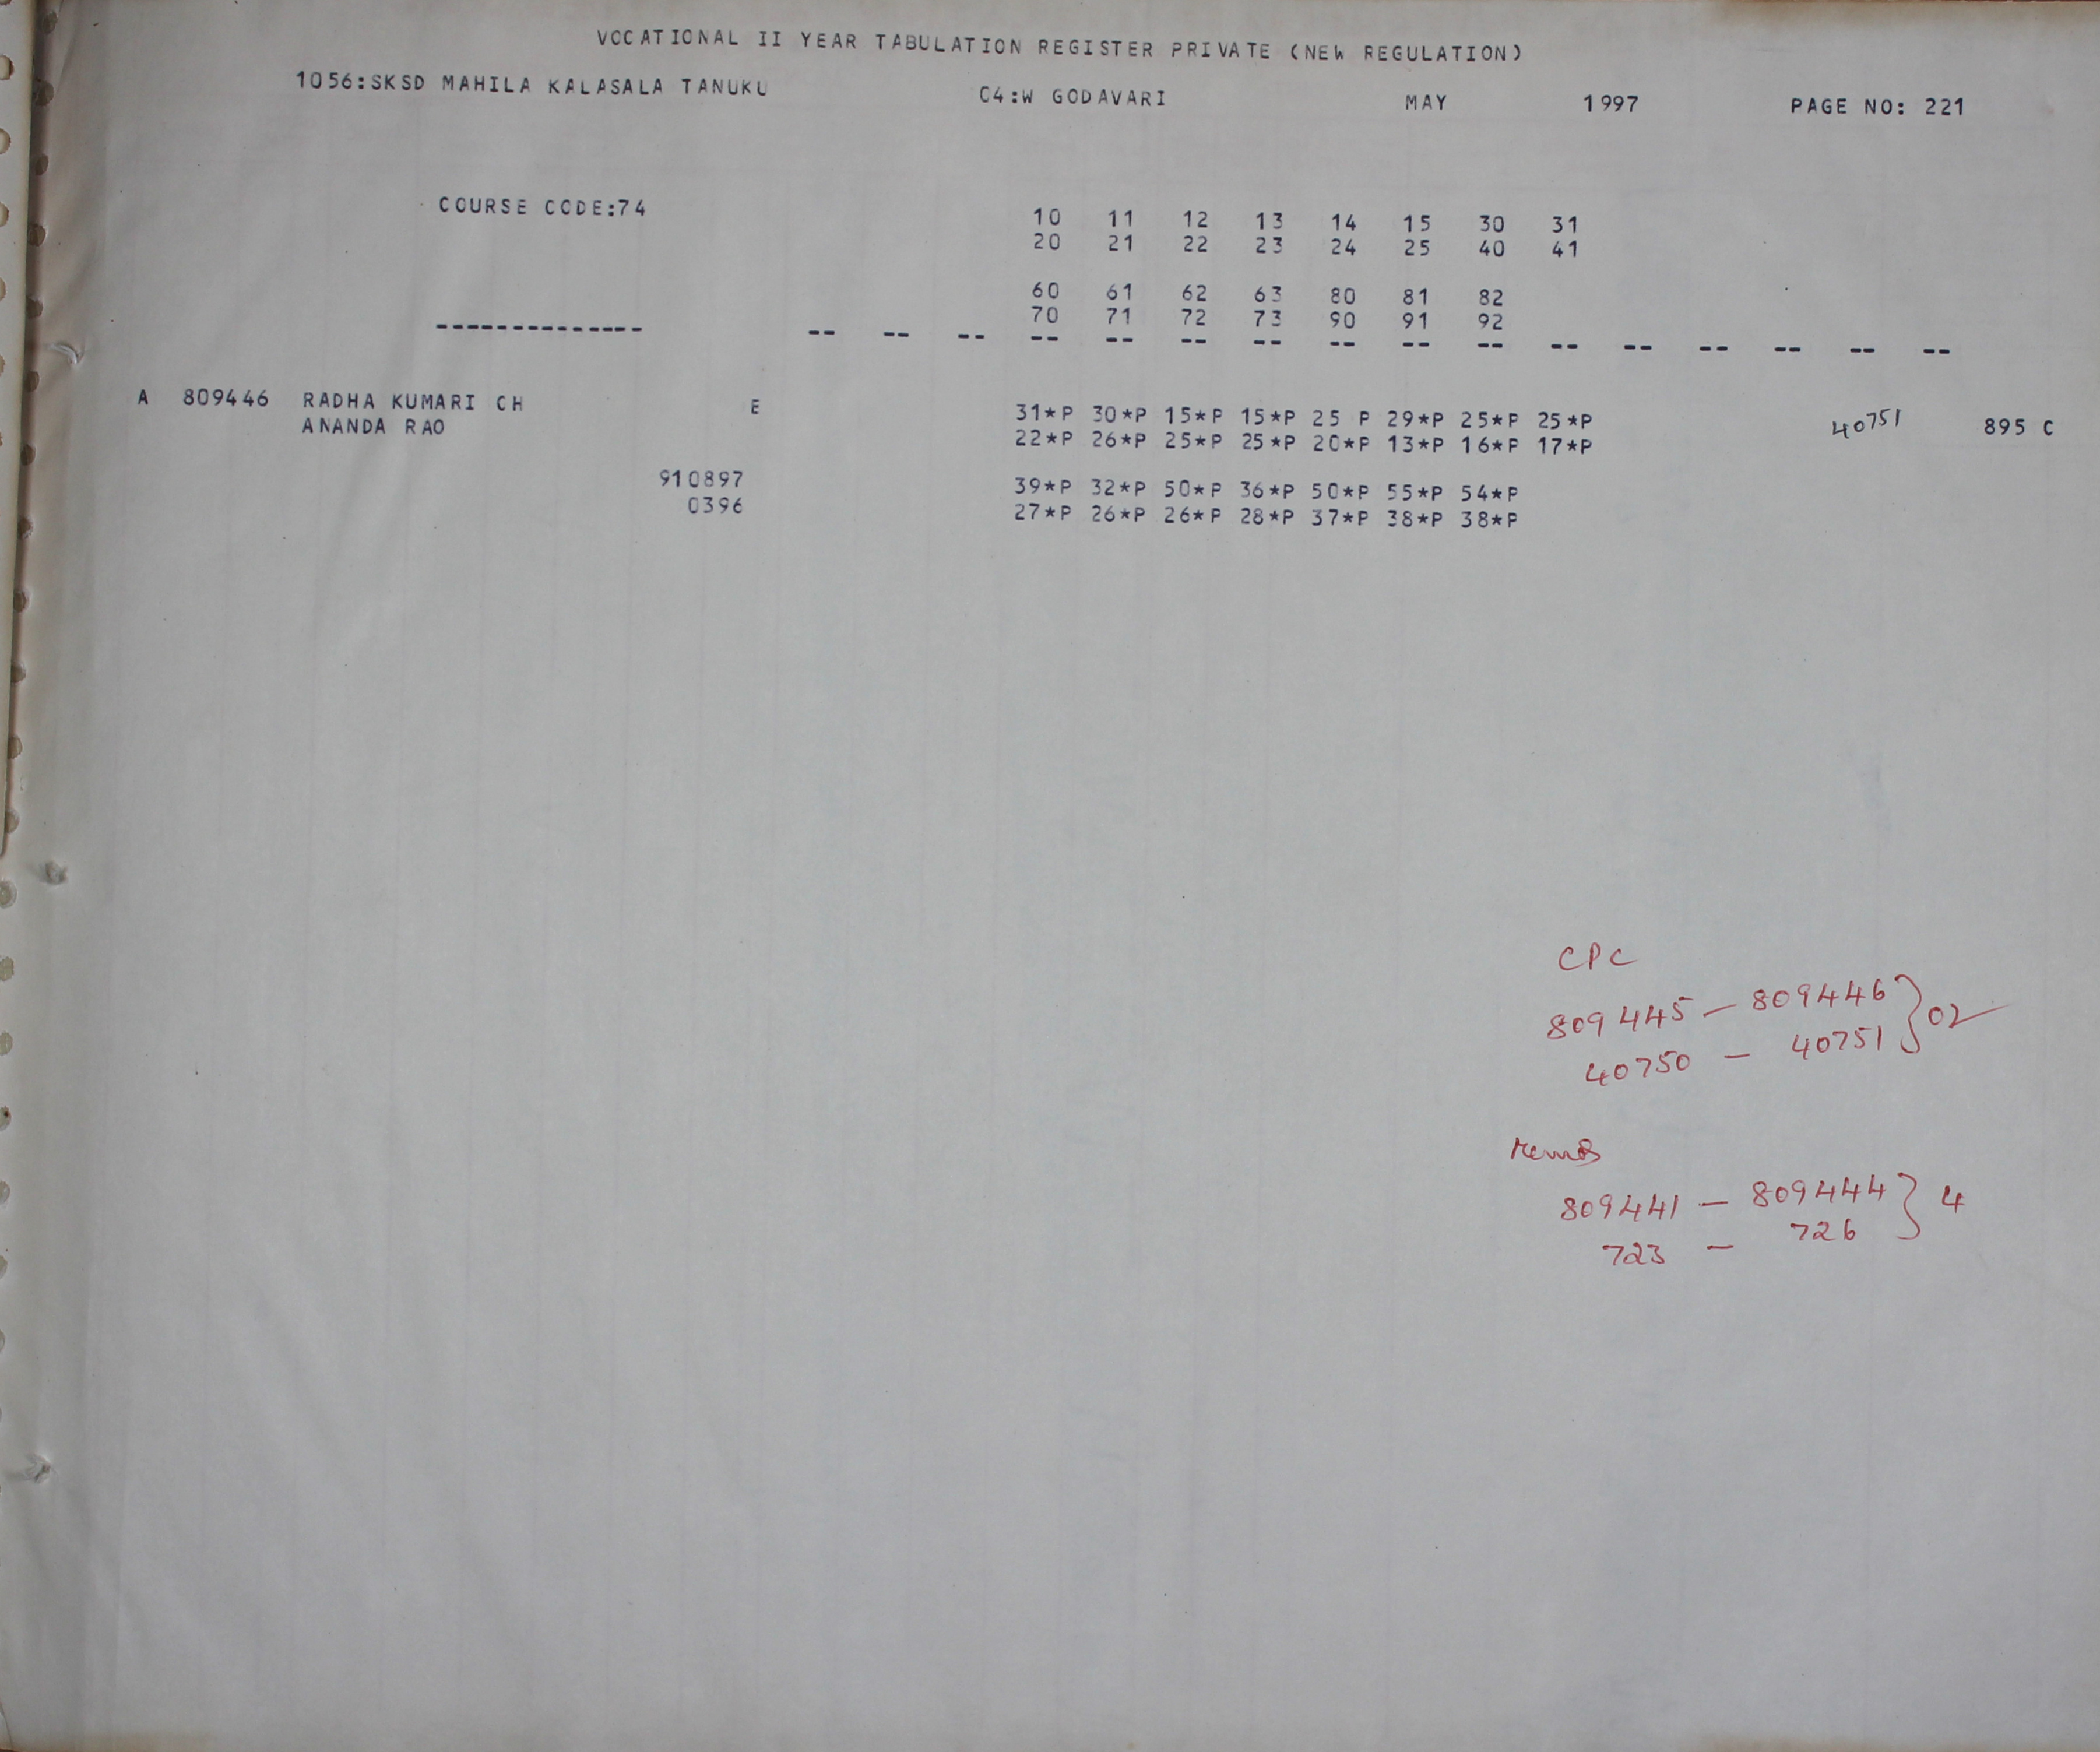 VOCATIONAL II YEAR TABULATION REGISTER PRIVATE (NEW REGULATION)
1056:SKSD MAHILA KALASALA TANUKU 04:W GODAVARI MAY 1997 PAGE NO: 221
COURSE CODE:74 10 11 12 13 14 15 30 31
20 21 22 23 24 25 40 41
60 61 62 63 80 81 82
70 71 72 73 90 91 92
-------------- -- -- -- -- -- -- -- -- -- -- -- -- -- -- -- --
A 809446 RADHA KUMARI CH E 31*P 30*P 15*P 15*P 25 P 29*P 25*P 25*P 40751 895 C
ANANDA RAO 22*P 26*P 25*P 25*P 20*P 13*P 16*P 17*P
910897 39*P 32*P 50*P 36*P 50*P 55*P 54*P
0396 27*P 26*P 26*P 28*P 37*P 38*P 38*P
CPC
809445 — 809446 } 02
40750 — 40751
809441 — 809444 } 4
723 — 726